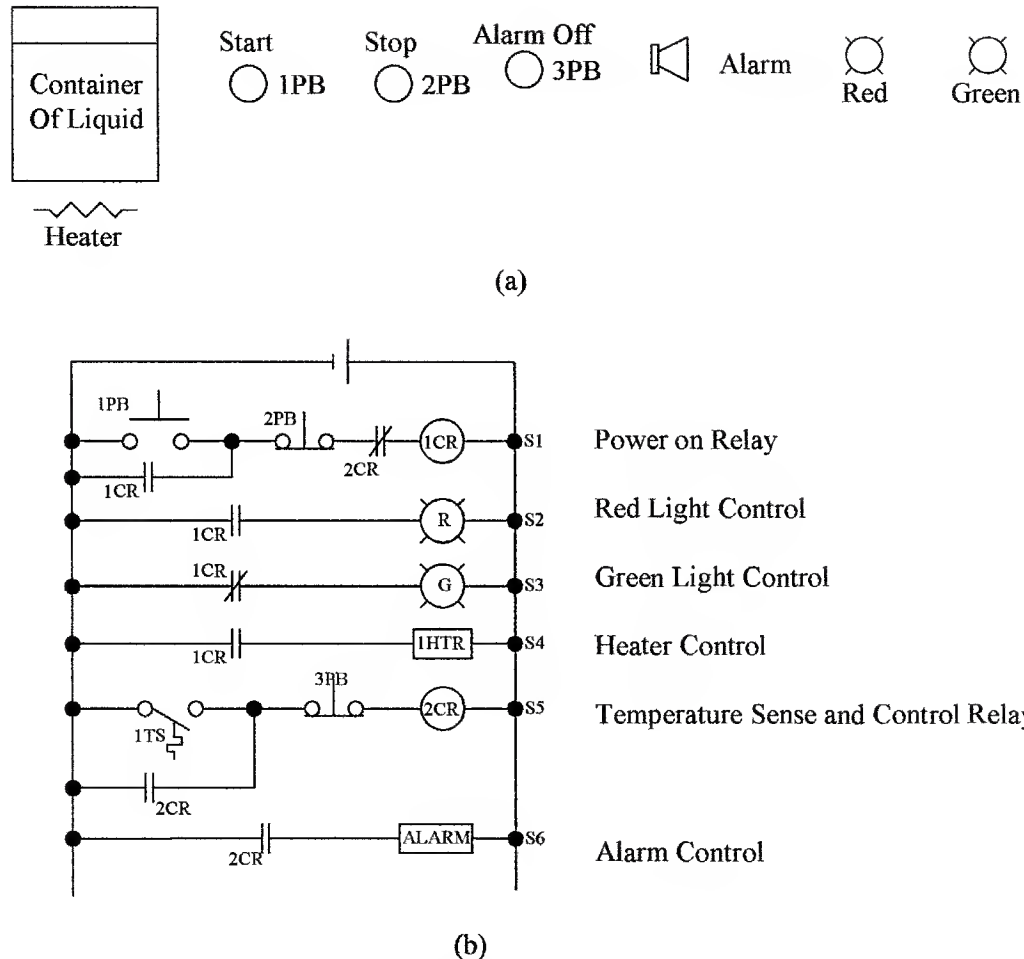 Container
Of Liquid
Heater
Start
1PB
Stop
2PB
Alarm Off
3PB
Alarm
Red
Green
(a)
1PB
2PB
2CR
1CR
S1
Power on Relay
1CR
1CR
R
S2
Red Light Control
1CR
G
S3
Green Light Control
1CR
1HTR
S4
Heater Control
1TS
3PB
2CR
S5
Temperature Sense and Control Relay
2CR
2CR
ALARM
S6
Alarm Control
(b)